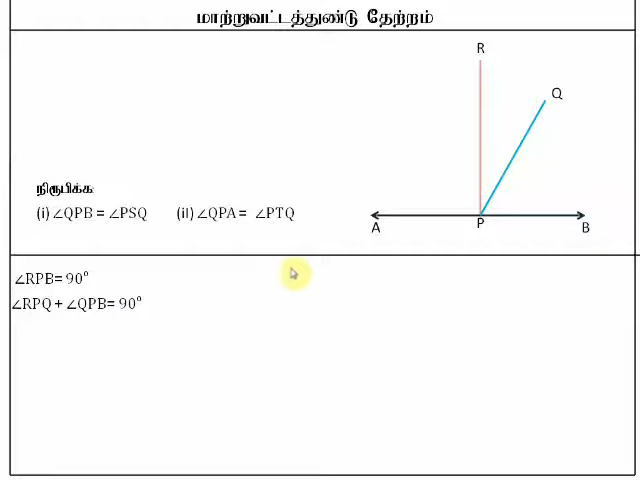 மாற்றுவட்டத்துண்டு தேற்றம்
R
Q
நிரூபிக்க:
(i) ∠QPB = ∠PSQ (ii) ∠QPA = ∠PTQ
A P B
∠RPB= 90°
∠RPQ + ∠QPB= 90°